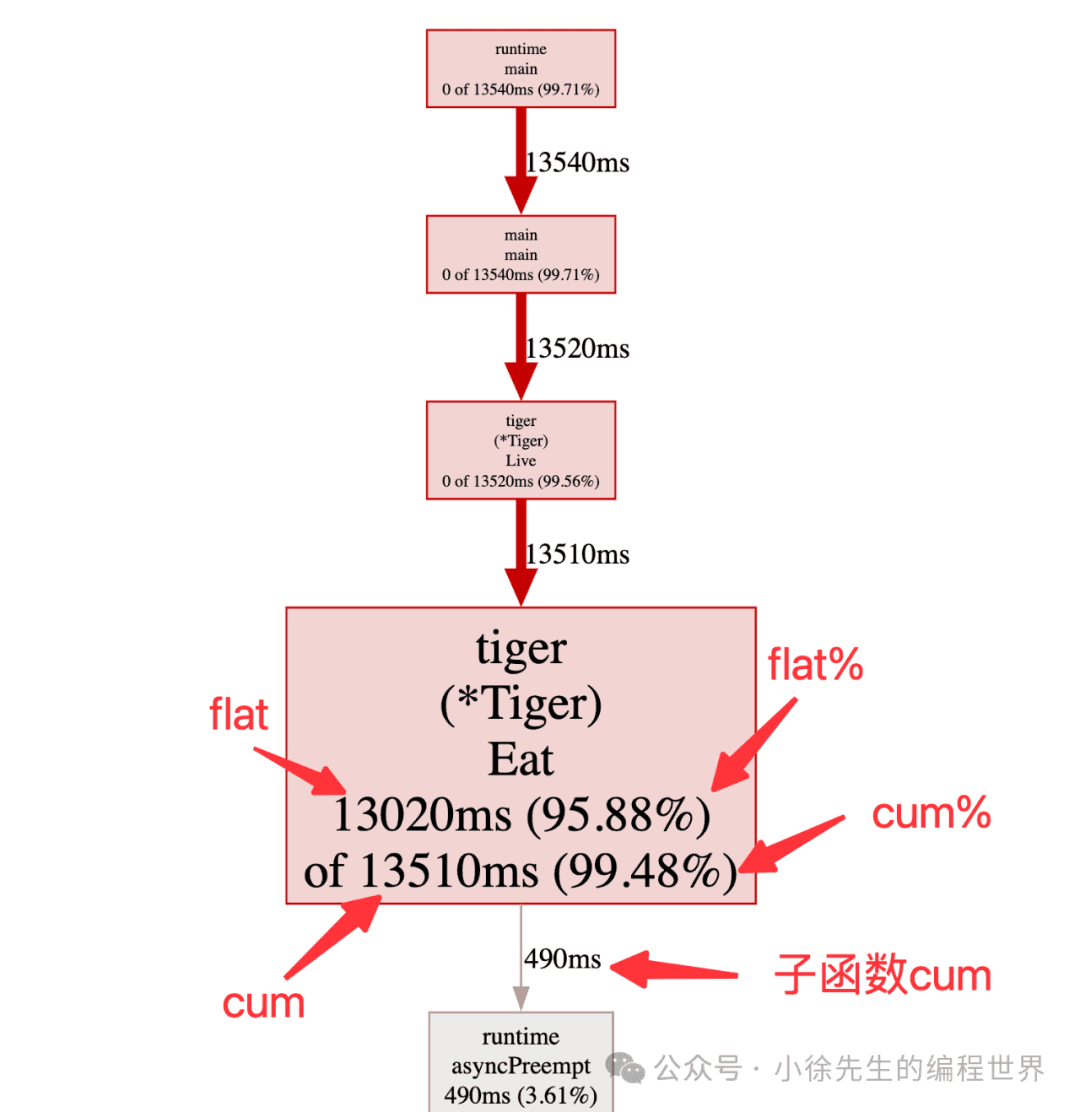 runtime
main
0 of 13540ms (99.71%)
13540ms
main
main
0 of 13540ms (99.71%)
13520ms
tiger
(*Tiger)
Live
0 of 13520ms (99.56%)
13510ms
tiger
(*Tiger)
Eat
13020ms (95.88%)
of 13510ms (99.48%)
flat
flat%
cum%
cum
490ms
子函数cum
runtime
asyncPreempt
490ms (3.61%)
公众号 · 小徐先生的编程世界